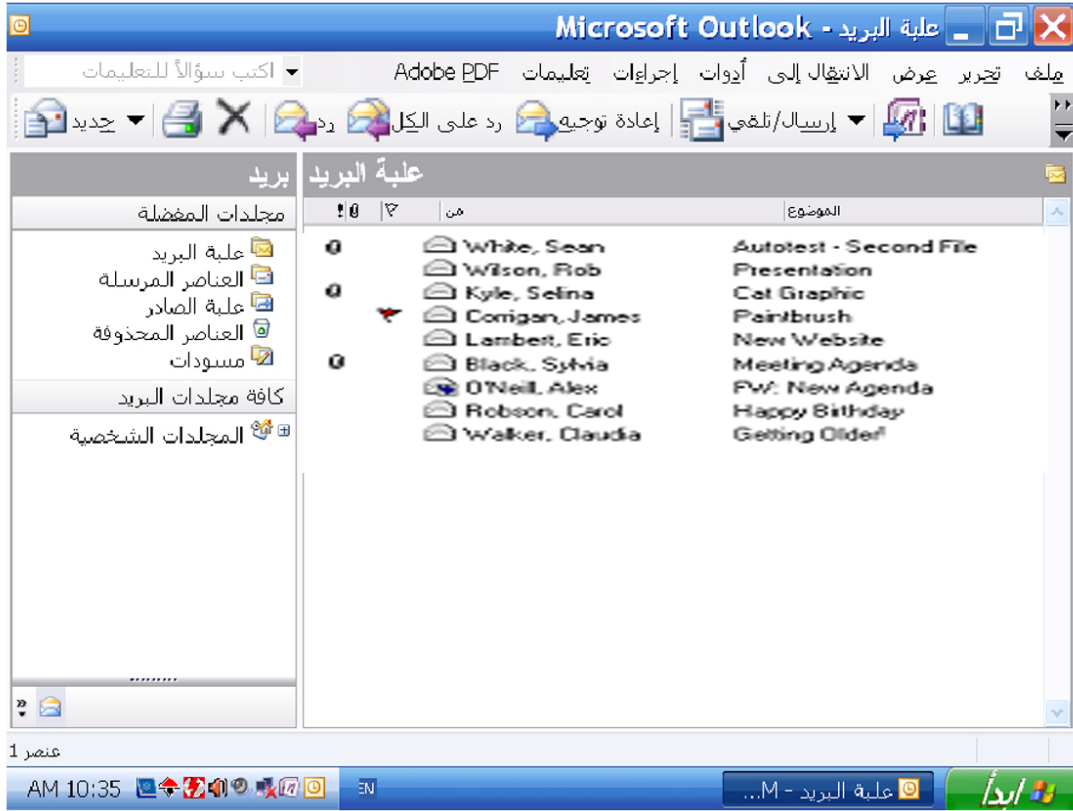 علبة البريد - Microsoft Outlook
ملف تحرير عرض الانتقال إلى أدوات إجراءات تعليمات Adobe PDF اكتب سؤالاً للتعليمات
إرسال/تلقي إعادة توجيه رد على الكل رد جديد
علبة البريد
بريد
مجلدات المفضلة
علبة البريد
العناصر المرسلة
علبة الصادر
العناصر المحذوفة
مسودات
كافة مجلدات البريد
المجلدات الشخصية
من الموضوع
White, Sean Autotest - Second File
Wilson, Rob Presentation
Kyle, Selina Cat Graphic
Corrigan, James Paintbrush
Lambert, Eric New Website
Black, Sylvia Meeting Agenda
O'Neill, Alex FW: New Agenda
Robson, Carol Happy Birthday
Walker, Claudia Getting Older!
عنصر 1
ابدأ علبة البريد - M... EN 10:35 AM